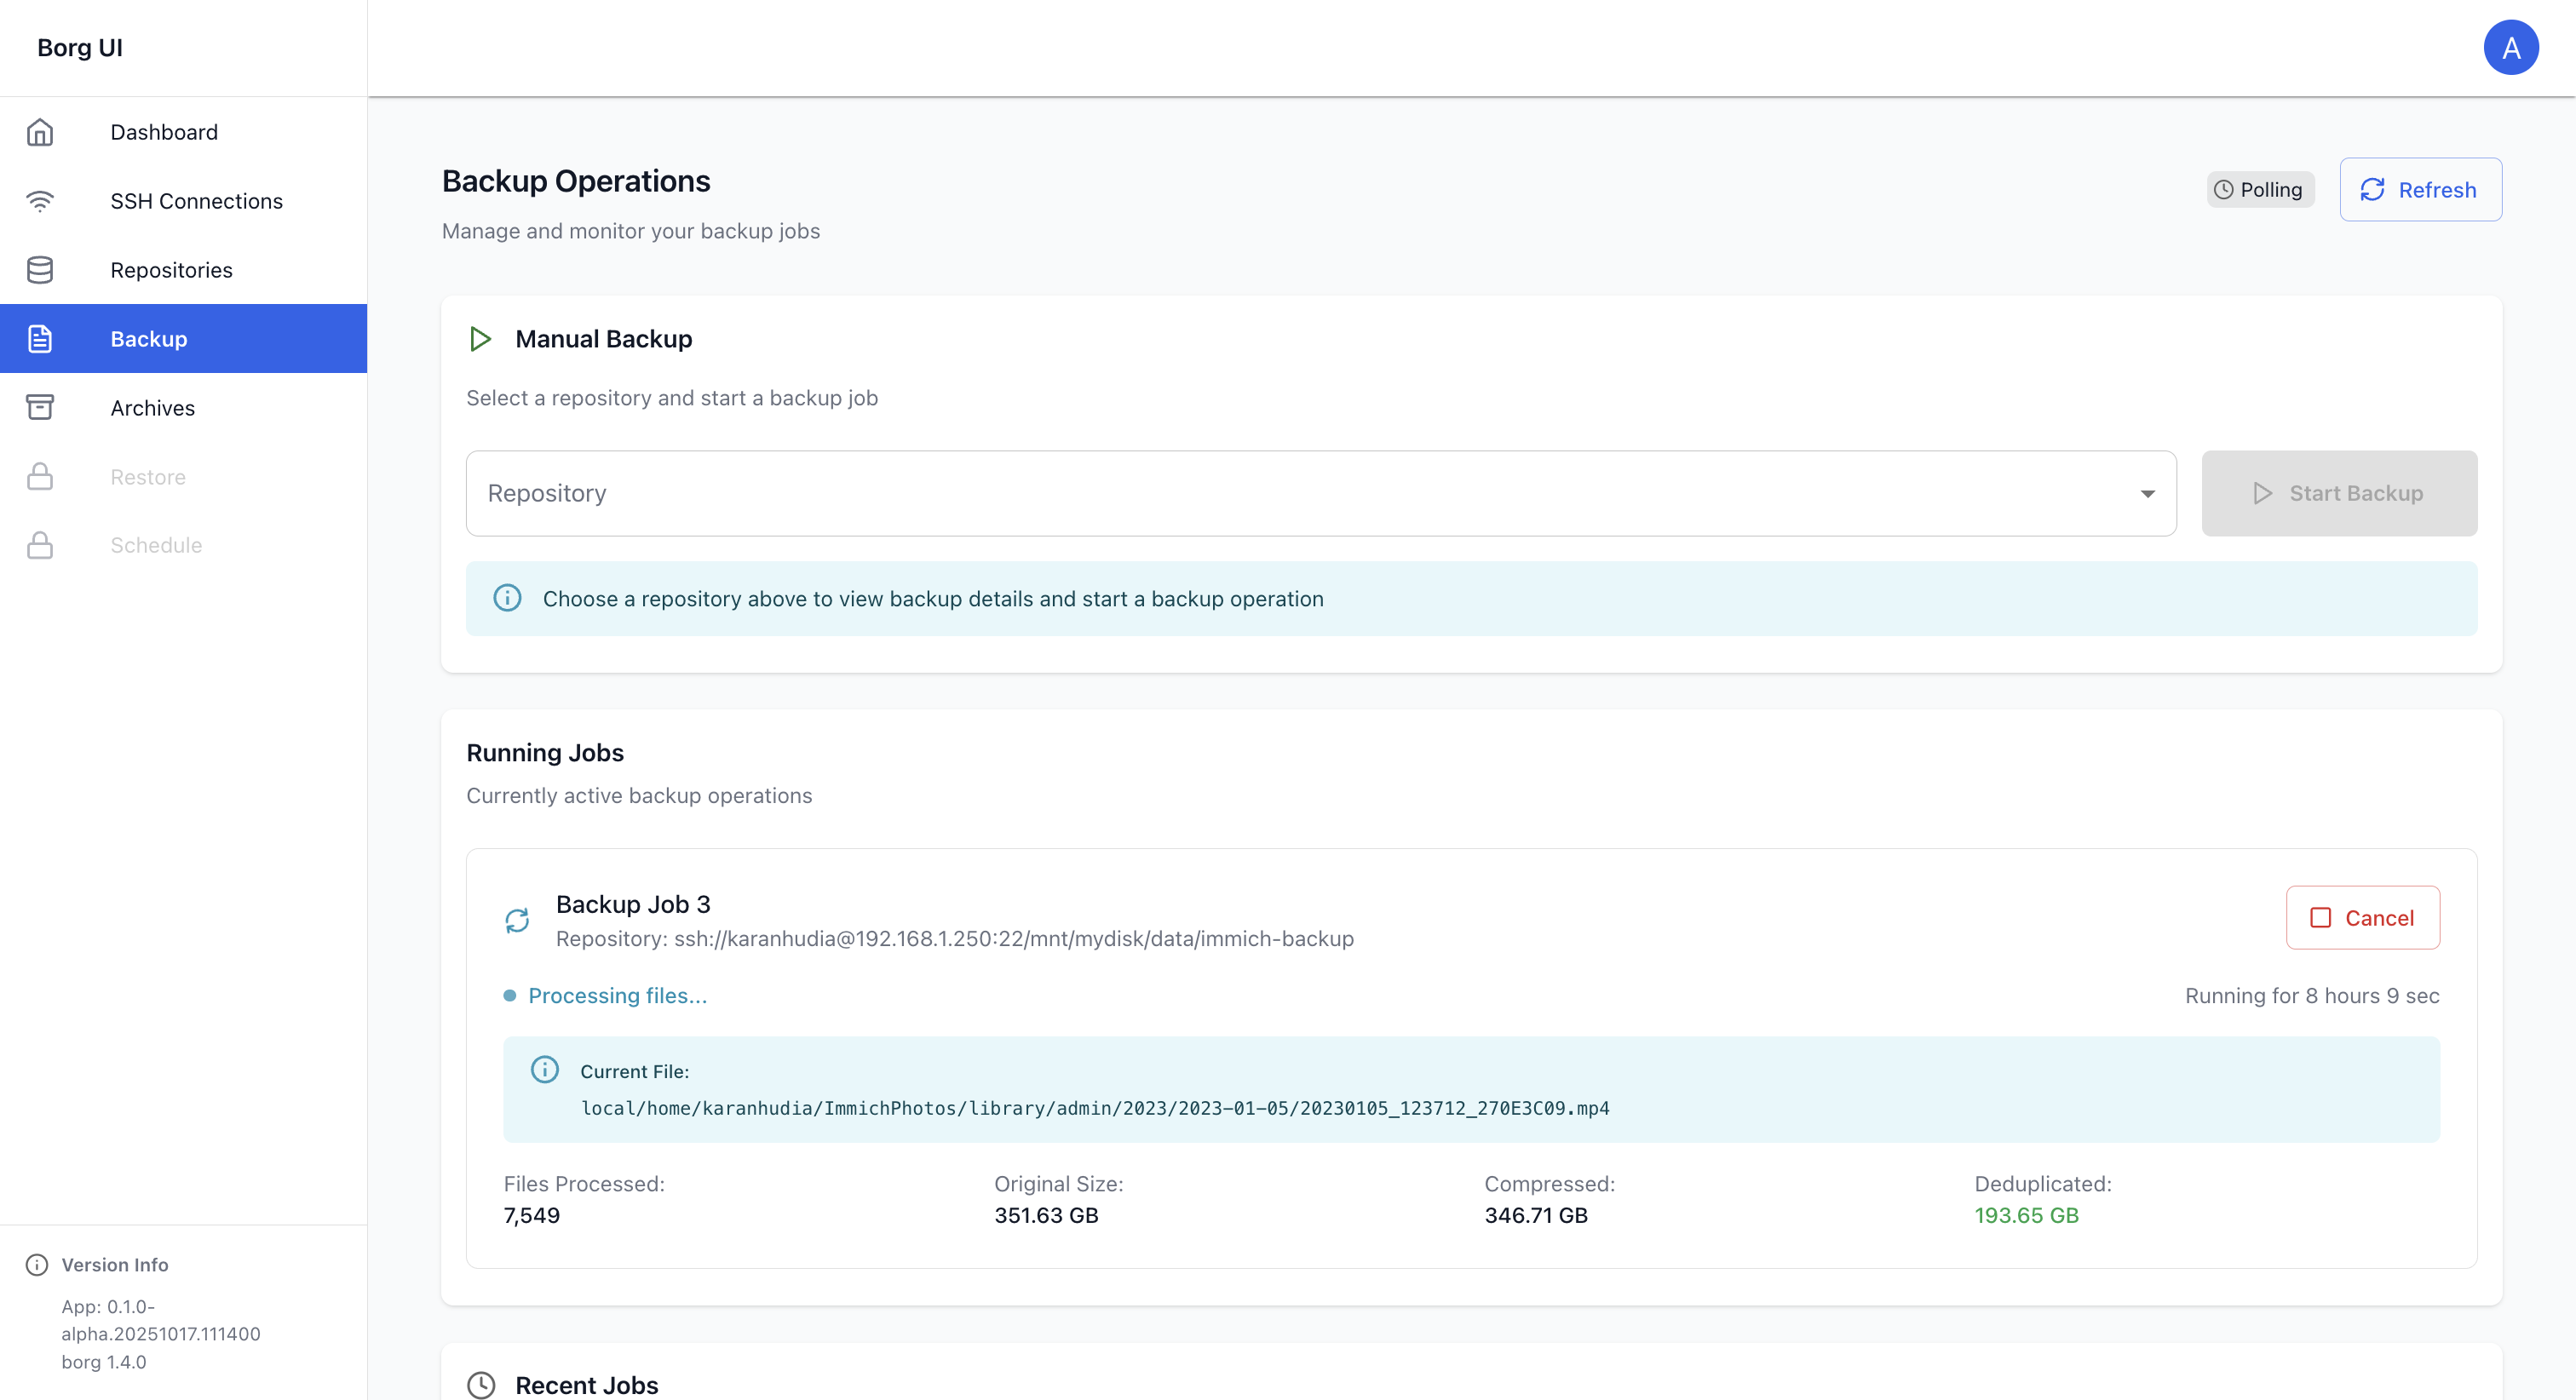 Borg UI
A
Dashboard
SSH Connections
Repositories
Backup
Archives
Restore
Schedule
Version Info
App: 0.1.0-
alpha.20251017.111400
borg 1.4.0
Backup Operations
Manage and monitor your backup jobs
Polling
Refresh
Manual Backup
Select a repository and start a backup job
Repository
Start Backup
Choose a repository above to view backup details and start a backup operation
Running Jobs
Currently active backup operations
Backup Job 3
Repository: ssh://karanhudia@192.168.1.250:22/mnt/mydisk/data/immich-backup
Cancel
Processing files...
Running for 8 hours 9 sec
Current File:
local/home/karanhudia/ImmichPhotos/library/admin/2023/2023-01-05/20230105_123712_270E3C09.mp4
Files Processed:
7,549
Original Size:
351.63 GB
Compressed:
346.71 GB
Deduplicated:
193.65 GB
Recent Jobs